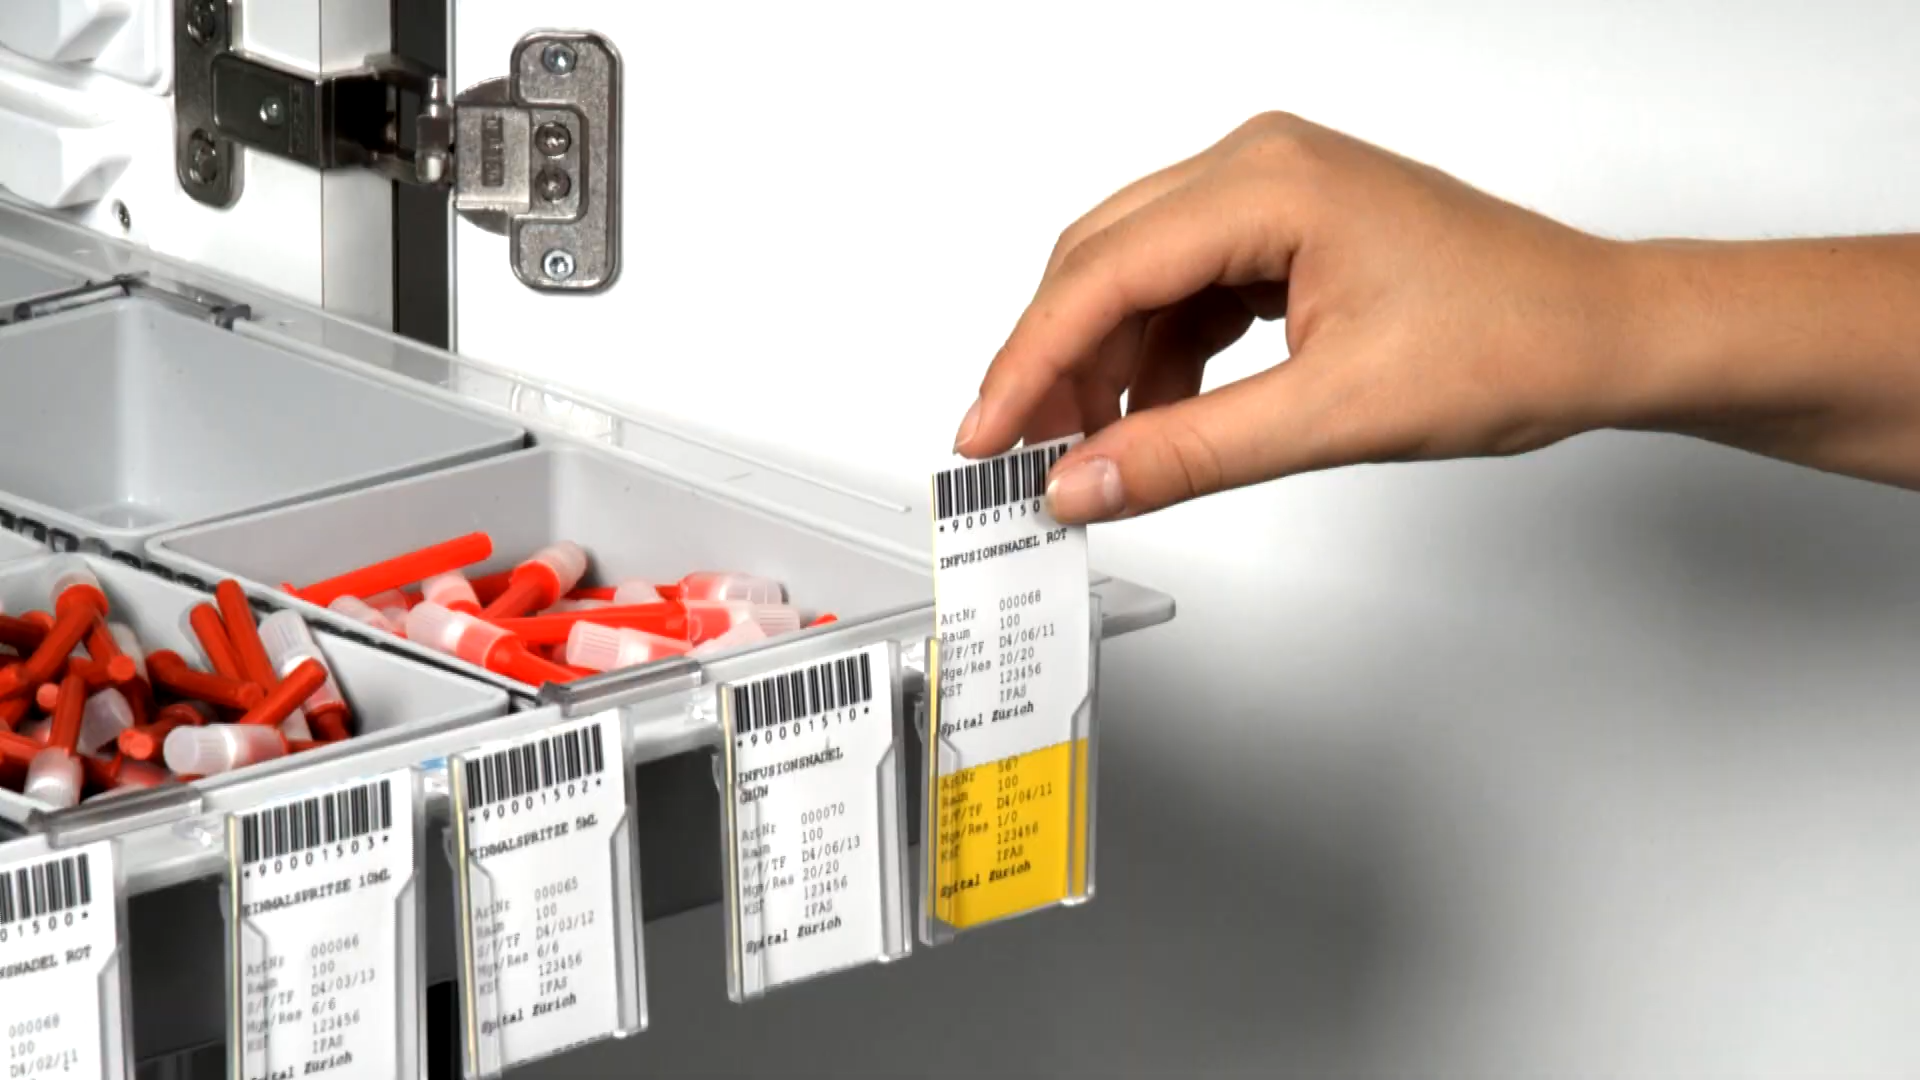 01500*
NSNADEL ROT
000068
100
D4/02/11
*90001503*
EINMALSPRITZE 10ML
ArtNr 000066
Raum 100
S/F/TF D4/03/13
Mge/Res 6/6
KST 123456
IFAS
Spital Zürich
*90001502*
EINMALSPRITZE 5ML
ArtNr 000065
Raum 100
S/F/TF D4/03/12
Mge/Res 6/6
KST 123456
IFAS
Spital Zürich
*90001510*
INFUSIONSNADEL
GRÜN
ArtNr 000070
Raum 100
S/F/TF D4/06/13
Mge/Res 20/20
KST 123456
IFAS
Spital Zürich
*9000150
INFUSIONSNADEL ROT
ArtNr 000068
Raum 100
S/F/TF D4/06/11
Mge/Res 20/20
KST 123456
IFAS
Spital Zürich
ArtNr 567
Raum 100
S/F/TF D4/04/11
Mge/Res 1/0
KST 123456
IFAS
Spital Zürich